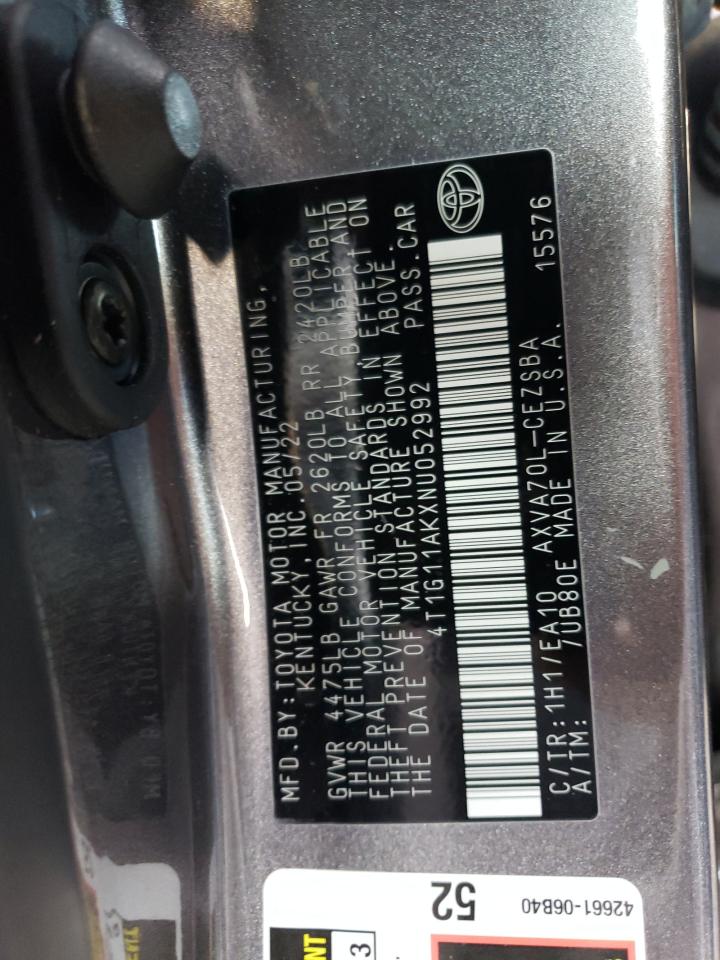 MFD.BY:TOYOTA MOTOR MANUFACTURING,
KENTUCKY, INC. 05/22
GVWR 4475LB GAWR FR 2620LB RR 2420LB
THIS VEHICLE CONFORMS TO ALL APPLICABLE
FEDERAL MOTOR VEHICLE SAFETY, BUMPER AND
THEFT PREVENTION STANDARDS IN EFFECT ON
THE DATE OF MANUFACTURE SHOWN ABOVE.
4T1G11AKXNU052992 PASS.CAR
C/TR:1H1/EA10 AXVA70L-CEZSBA 15576
A/TM: /UB80E MADE IN U.S.A.
52
42661-06B40
3